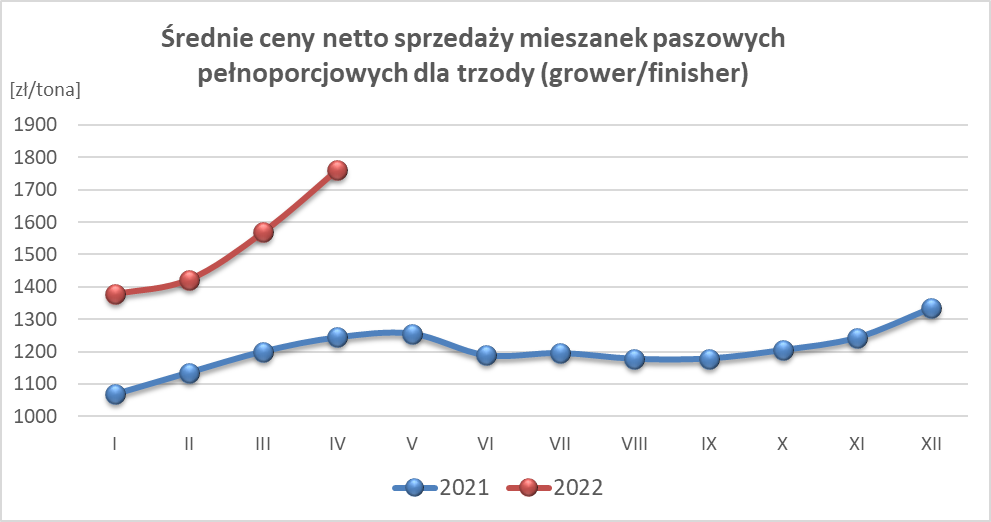 Średnie ceny netto sprzedaży mieszanek paszowych
pełnoporcjowych dla trzody (grower/finisher)
[zł/tona]
1900
1800
1700
1600
1500
1400
1300
1200
1100
1000
I II III IV V VI VII VIII IX X XI XII
2021 2022